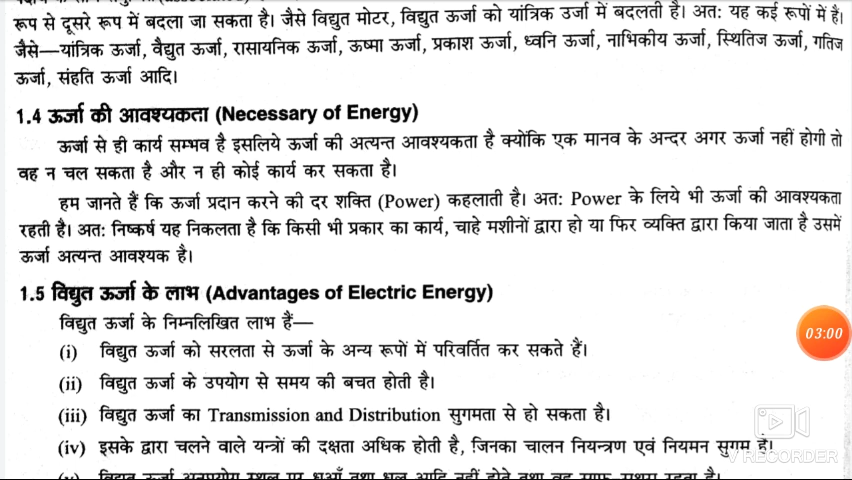 रूप से दूसरे रूप में बदला जा सकता है। जैसे विद्युत मोटर, विद्युत ऊर्जा को यांत्रिक उर्जा में बदलती है। अतः यह कई रूपों में है।
जैसे—यांत्रिक ऊर्जा, वैद्युत ऊर्जा, रासायनिक ऊर्जा, ऊष्मा ऊर्जा, प्रकाश ऊर्जा, ध्वनि ऊर्जा, नाभिकीय ऊर्जा, स्थितिज ऊर्जा, गतिज
ऊर्जा, संहति ऊर्जा आदि।
1.4 ऊर्जा की आवश्यकता (Necessary of Energy)
ऊर्जा से ही कार्य सम्भव है इसलिये ऊर्जा की अत्यन्त आवश्यकता है क्योंकि एक मानव के अन्दर अगर ऊर्जा नहीं होगी तो
वह न चल सकता है और न ही कोई कार्य कर सकता है।
हम जानते हैं कि ऊर्जा प्रदान करने की दर शक्ति (Power) कहलाती है। अतः Power के लिये भी ऊर्जा की आवश्यकता
रहती है। अतः निष्कर्ष यह निकलता है कि किसी भी प्रकार का कार्य, चाहे मशीनों द्वारा हो या फिर व्यक्ति द्वारा किया जाता है उसमें
ऊर्जा अत्यन्त आवश्यक है।
1.5 विद्युत ऊर्जा के लाभ (Advantages of Electric Energy)
विद्युत ऊर्जा के निम्नलिखित लाभ हैं—
(i) विद्युत ऊर्जा को सरलता से ऊर्जा के अन्य रूपों में परिवर्तित कर सकते हैं।
03:00
(ii) विद्युत ऊर्जा के उपयोग से समय की बचत होती है।
(iii) विद्युत ऊर्जा का Transmission and Distribution सुगमता से हो सकता है।
(iv) इसके द्वारा चलने वाले यन्त्रों की दक्षता अधिक होती है, जिनका चालन नियन्त्रण एवं नियमन सुगम है।
V RECORDER